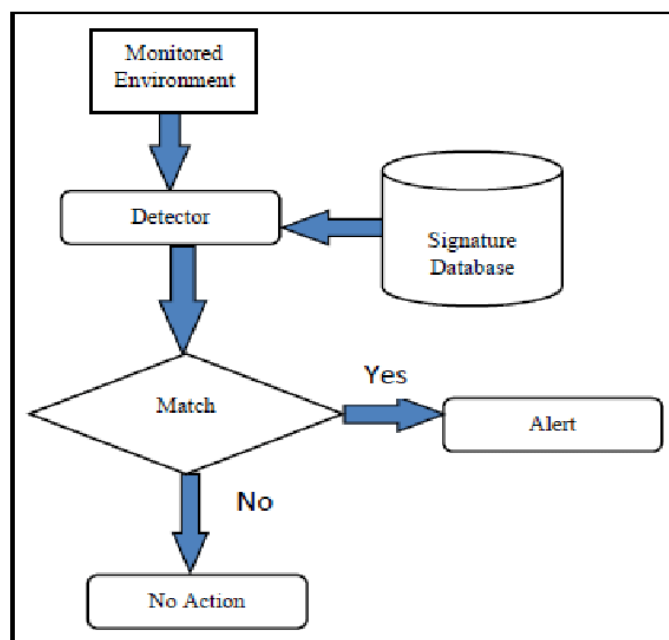 Monitored
Environment
Detector
Signature
Database
Match
Yes
Alert
No
No Action